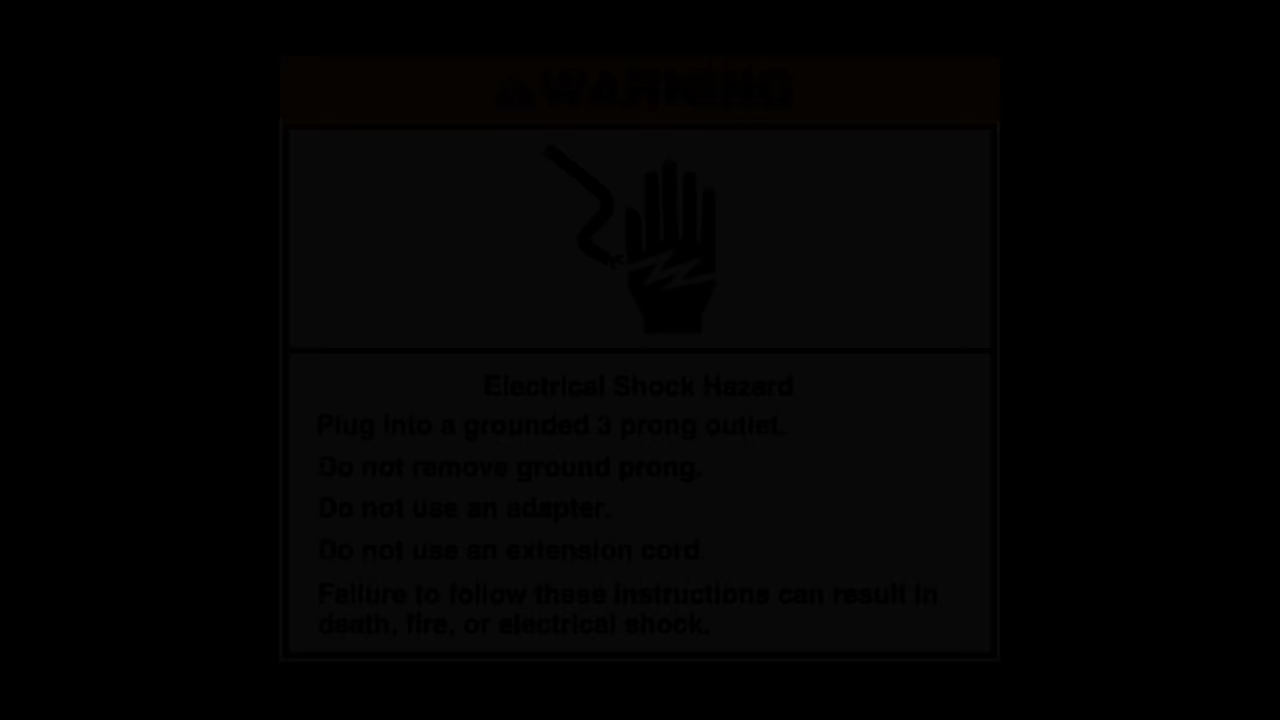 WARNING
Electrical Shock Hazard
Plug into a grounded 3 prong outlet.
Do not remove ground prong.
Do not use an adapter.
Do not use an extension cord.
Failure to follow these instructions can result in
death, fire, or electrical shock.